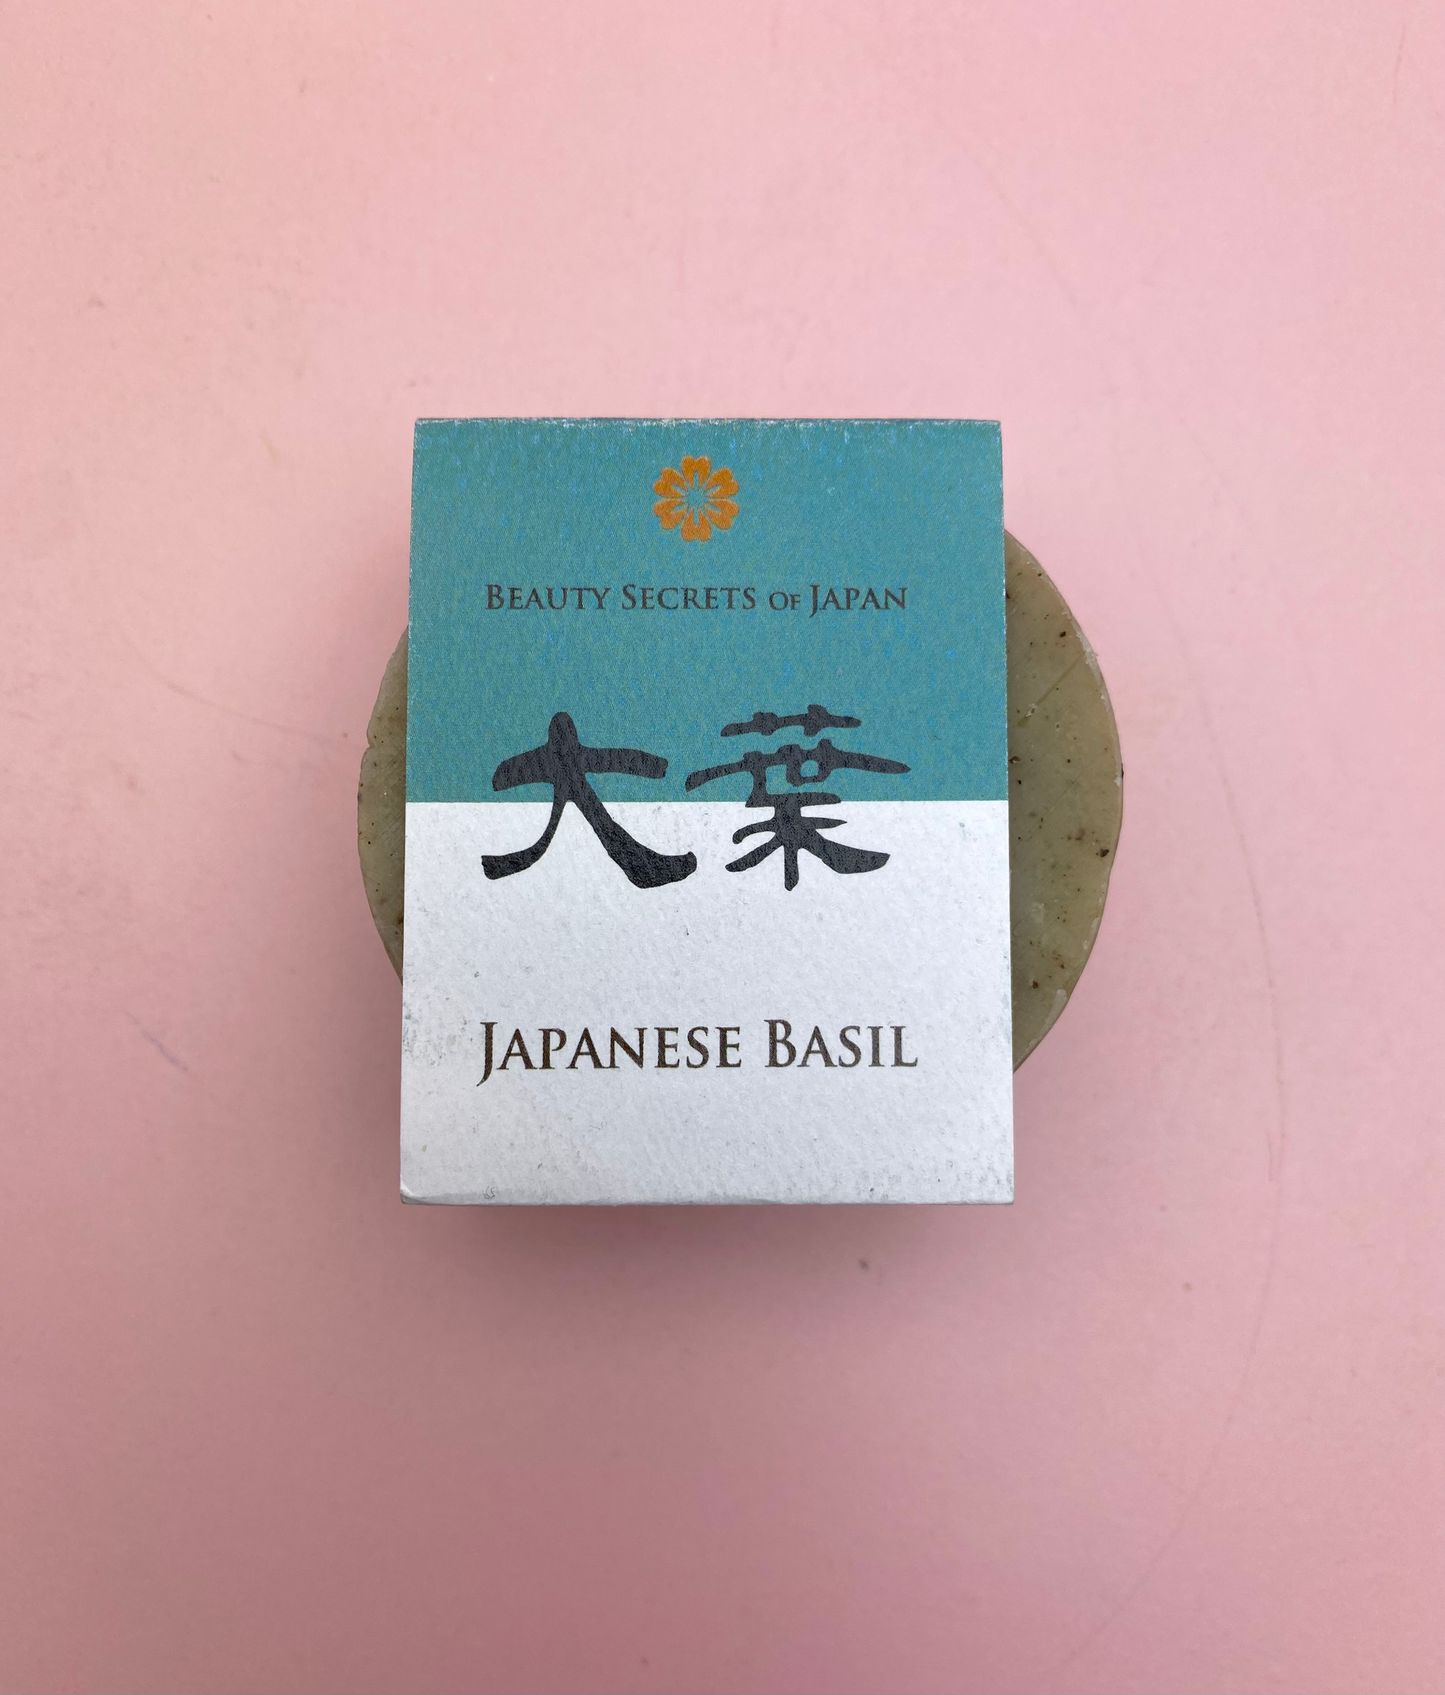 Beauty Secrets of Japan
大葉
Japanese Basil